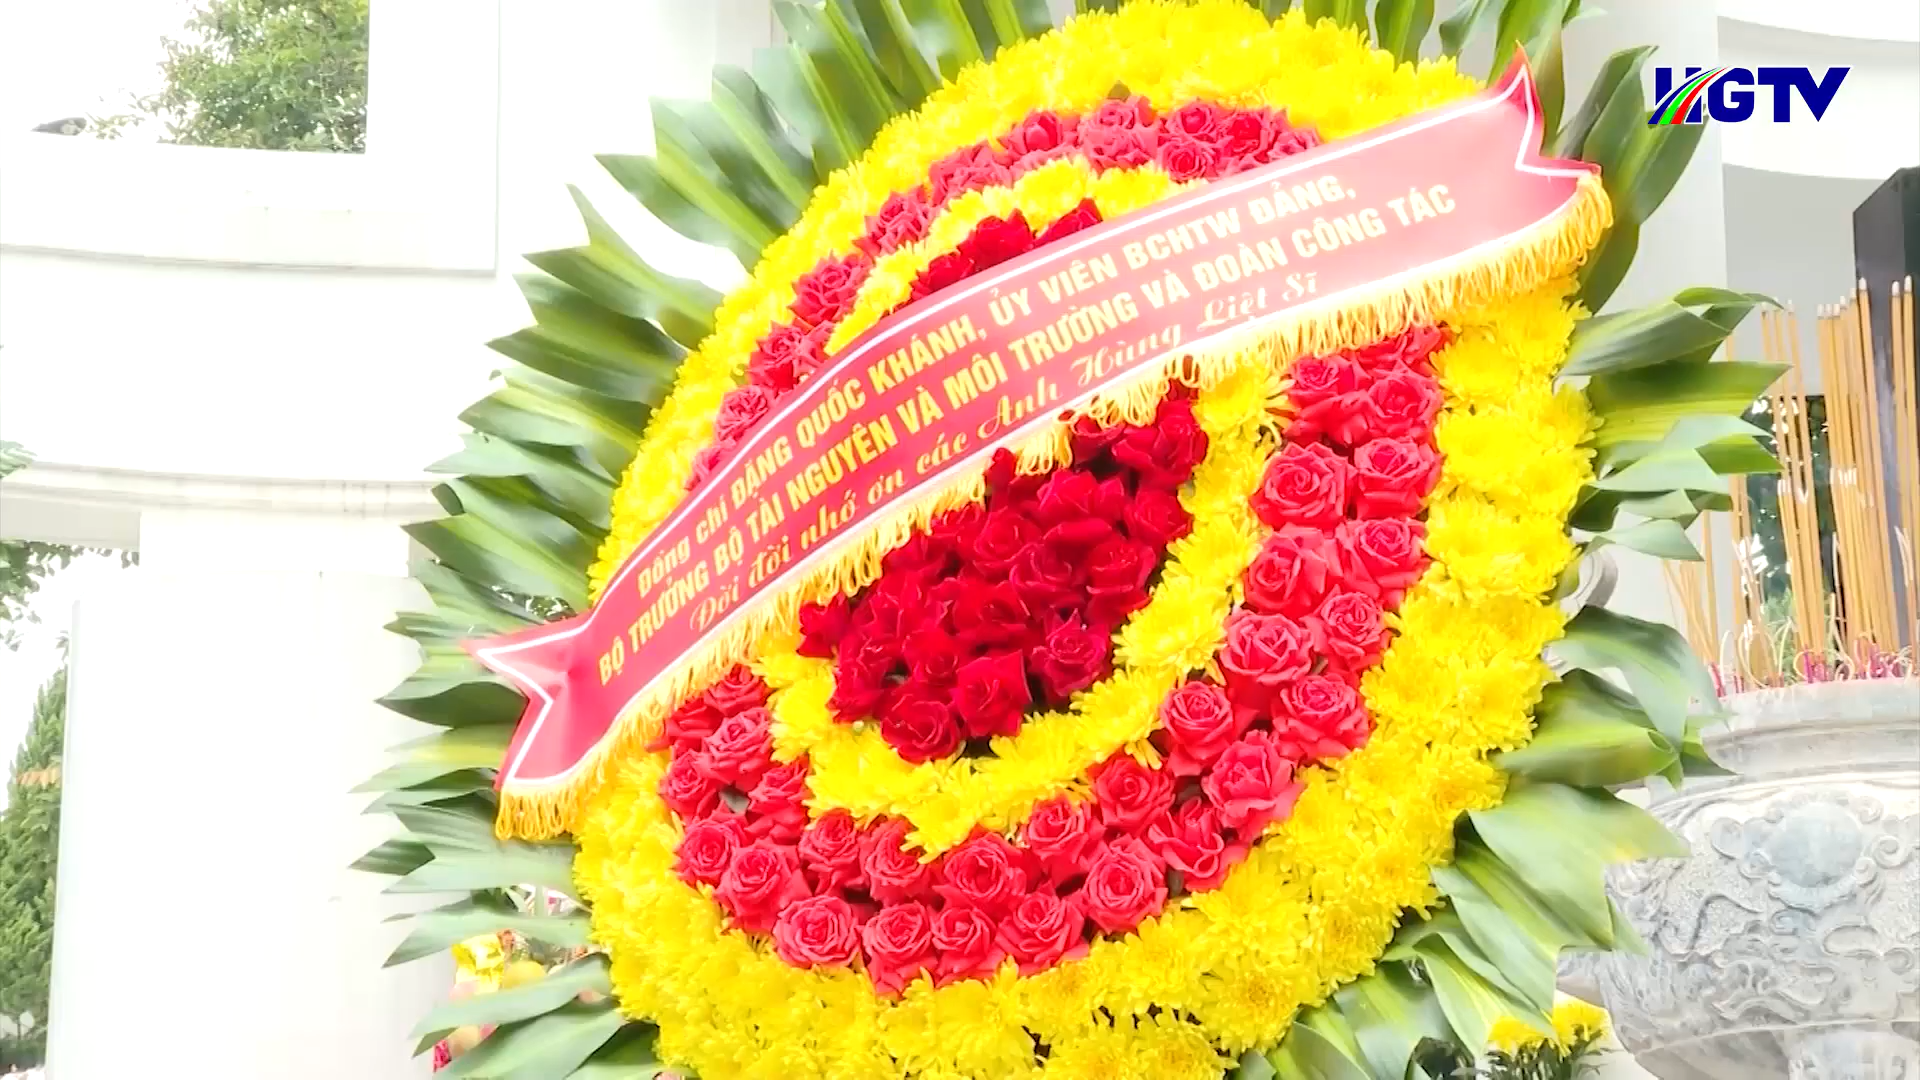 HGTV
Đồng chí ĐẶNG QUỐC KHÁNH, ỦY VIÊN BCHTW ĐẢNG,
BỘ TRƯỞNG BỘ TÀI NGUYÊN VÀ MÔI TRƯỜNG VÀ ĐOÀN CÔNG TÁC
Đời đời nhớ ơn các Anh Hùng Liệt Sĩ